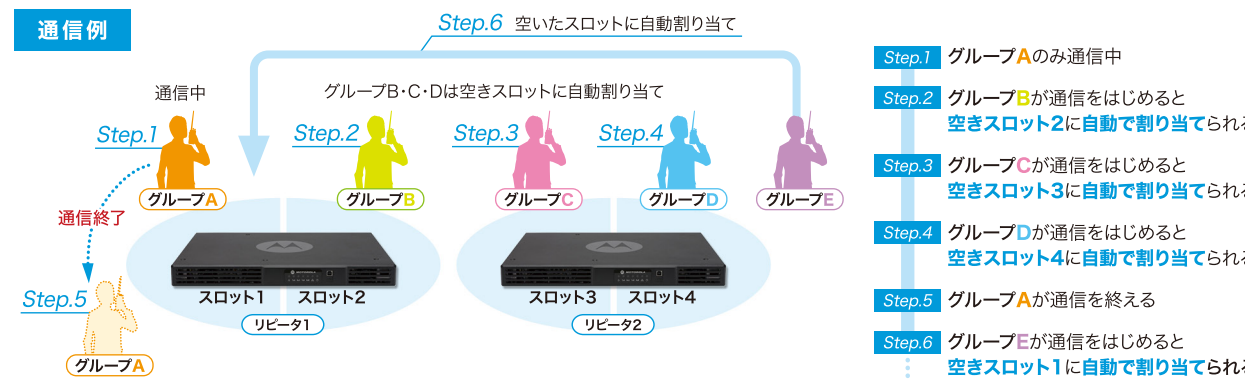 通信例
Step.6 空いたスロットに自動割り当て
通信中
グループB・C・Dは空きスロットに自動割り当て
Step.1
Step.2
Step.3
Step.4
グループA
グループB
グループC
グループD
グループE
通信終了
MOTOROLA
MOTOROLA
スロット1
スロット2
スロット3
スロット4
Step.5
リピータ1
リピータ2
グループA
Step.1 グループAのみ通信中
Step.2 グループBが通信をはじめると
空きスロット2に自動で割り当てられる
Step.3 グループCが通信をはじめると
空きスロット3に自動で割り当てられる
Step.4 グループDが通信をはじめると
空きスロット4に自動で割り当てられる
Step.5 グループAが通信を終える
Step.6 グループEが通信をはじめると
空きスロット1に自動で割り当てられる